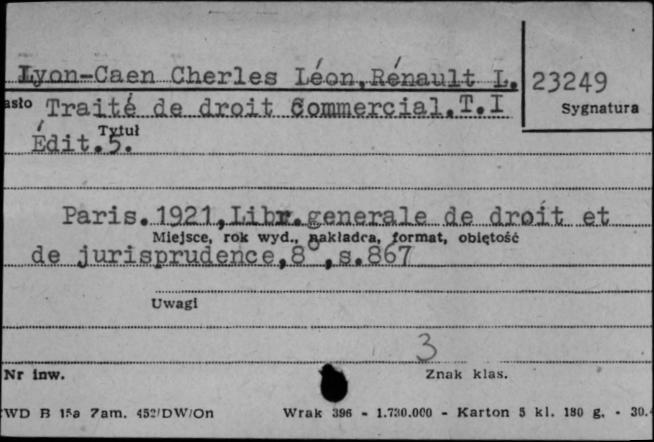 Lyon-Caen Cherles Léon, Rénault L.
23249
asło Traité de droit Commercial. T. I
Sygnatura
Tytuł
Édit. 5.
Paris. 1921, Libr. generale de droit et
Miejsce, rok wyd., nakładca, format, objętość
de jurisprudence, 8°, s. 867
Uwagi
3
Nr inw.
Znak klas.
WD B 15a Zam. 452/DW/On Wrak 396 - 1.730.000 - Karton 5 kl. 180 g. - 30.